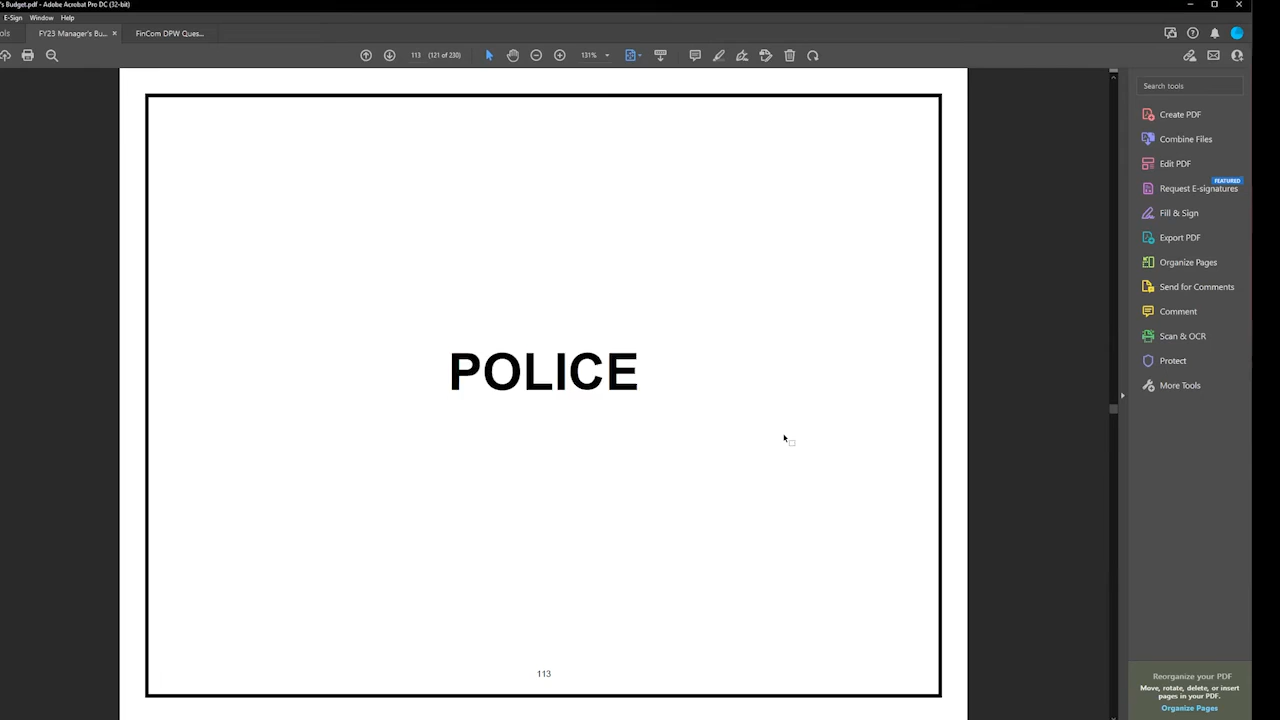 's Budget.pdf - Adobe Acrobat Pro DC (32-bit)
E-Sign Window Help
ols FY23 Manager's Bu... × FinCom DPW Ques...
113 (121 of 230) 131%
Search tools
Create PDF
Combine Files
Edit PDF
FEATURED
Request E-signatures
Fill & Sign
Export PDF
Organize Pages
Send for Comments
Comment
Scan & OCR
Protect
More Tools
POLICE
113
Reorganize your PDF
Move, rotate, delete, or insert
pages in your PDF.
Organize Pages